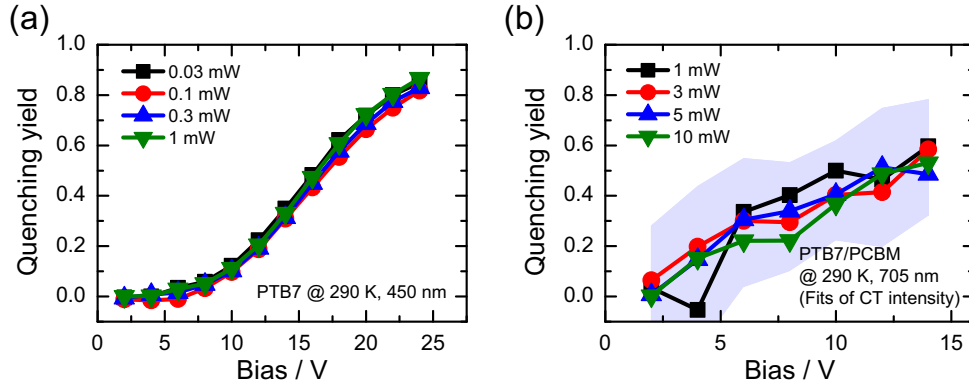 (a)
Quenching yield
1.0
0.8
0.6
0.4
0.2
0.0
0.03 mW
0.1 mW
0.3 mW
1 mW
PTB7 @ 290 K, 450 nm
0 5 10 15 20 25
Bias / V
(b)
Quenching yield
1.0
0.8
0.6
0.4
0.2
0.0
1 mW
3 mW
5 mW
10 mW
PTB7/PCBM
@ 290 K, 705 nm
(Fits of CT intensity)
0 5 10 15
Bias / V